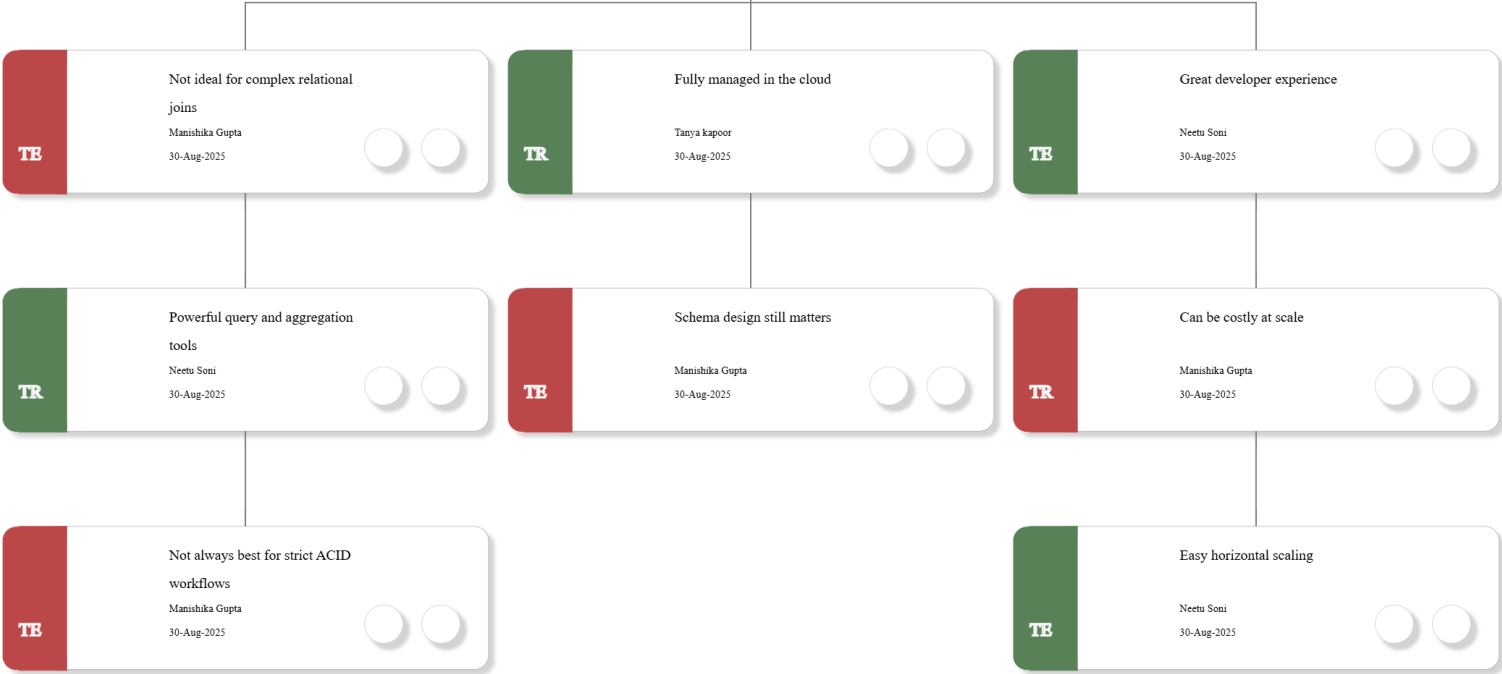 Not ideal for complex relational
joins
Manishika Gupta
30-Aug-2025
TE
Fully managed in the cloud
Tanya kapoor
30-Aug-2025
TR
Great developer experience
Neetu Soni
30-Aug-2025
TE
Powerful query and aggregation
tools
Neetu Soni
30-Aug-2025
TR
Schema design still matters
Manishika Gupta
30-Aug-2025
TE
Can be costly at scale
Manishika Gupta
30-Aug-2025
TR
Not always best for strict ACID
workflows
Manishika Gupta
30-Aug-2025
TE
Easy horizontal scaling
Neetu Soni
30-Aug-2025
TE